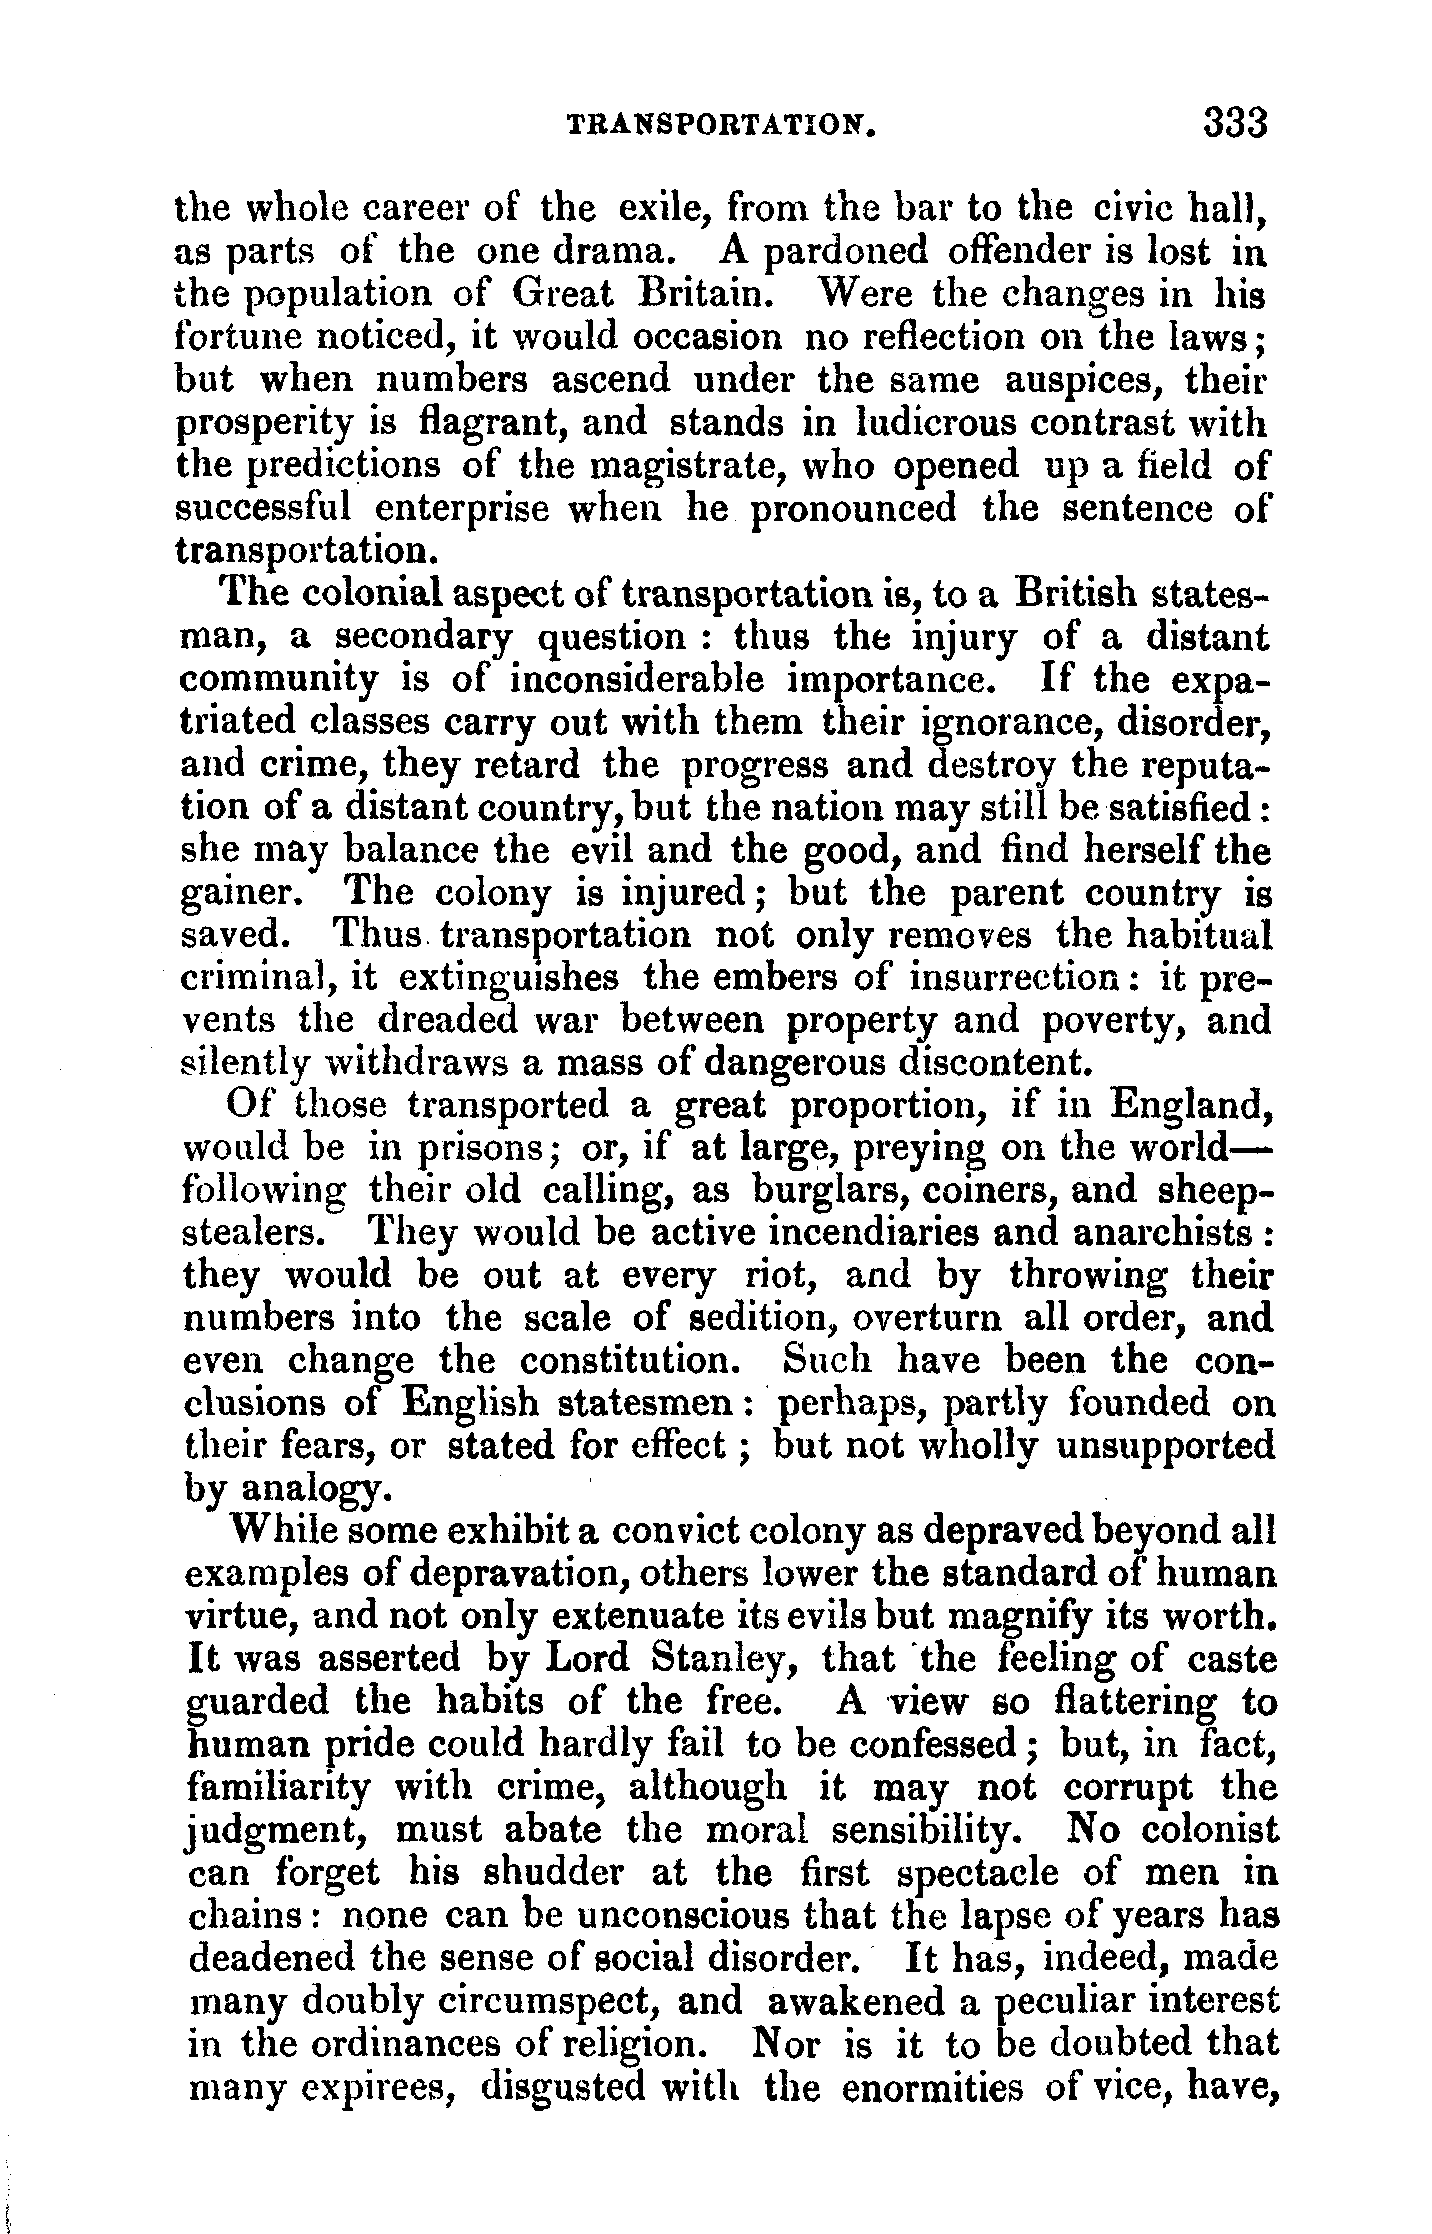 TRANSPORTATION. 333
the whole career of the exile, from the bar to the civic hall,
as parts of the one drama. A pardoned offender is lost in
the population of Great Britain. Were the changes in his
fortune noticed, it would occasion no reflection on the laws;
but when numbers ascend under the same auspices, their
prosperity is flagrant, and stands in ludicrous contrast with
the predictions of the magistrate, who opened up a field of
successful enterprise when he pronounced the sentence of
transportation.
The colonial aspect of transportation is, to a British states-
man, a secondary question : thus the injury of a distant
community is of inconsiderable importance. If the expa-
triated classes carry out with them their ignorance, disorder,
and crime, they retard the progress and destroy the reputa-
tion of a distant country, but the nation may still be satisfied :
she may balance the evil and the good, and find herself the
gainer. The colony is injured; but the parent country is
saved. Thus transportation not only removes the habitual
criminal, it extinguishes the embers of insurrection : it pre-
vents the dreaded war between property and poverty, and
silently withdraws a mass of dangerous discontent.
Of those transported a great proportion, if in England,
would be in prisons; or, if at large, preying on the world—
following their old calling, as burglars, coiners, and sheep-
stealers. They would be active incendiaries and anarchists :
they would be out at every riot, and by throwing their
numbers into the scale of sedition, overturn all order, and
even change the constitution. Such have been the con-
clusions of English statesmen : perhaps, partly founded on
their fears, or stated for effect ; but not wholly unsupported
by analogy.
While some exhibit a convict colony as depraved beyond all
examples of depravation, others lower the standard of human
virtue, and not only extenuate its evils but magnify its worth.
It was asserted by Lord Stanley, that the feeling of caste
guarded the habits of the free. A view so flattering to
human pride could hardly fail to be confessed; but, in fact,
familiarity with crime, although it may not corrupt the
judgment, must abate the moral sensibility. No colonist
can forget his shudder at the first spectacle of men in
chains : none can be unconscious that the lapse of years has
deadened the sense of social disorder. It has, indeed, made
many doubly circumspect, and awakened a peculiar interest
in the ordinances of religion. Nor is it to be doubted that
many expirees, disgusted with the enormities of vice, have,